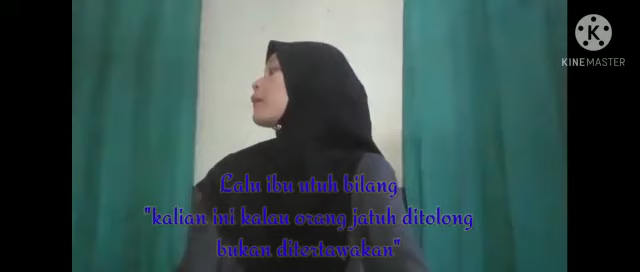 KINEMASTER
Lalu ibu utuh bilang
"kalian ini kalau orang jatuh ditolong
bukan ditertawakan"